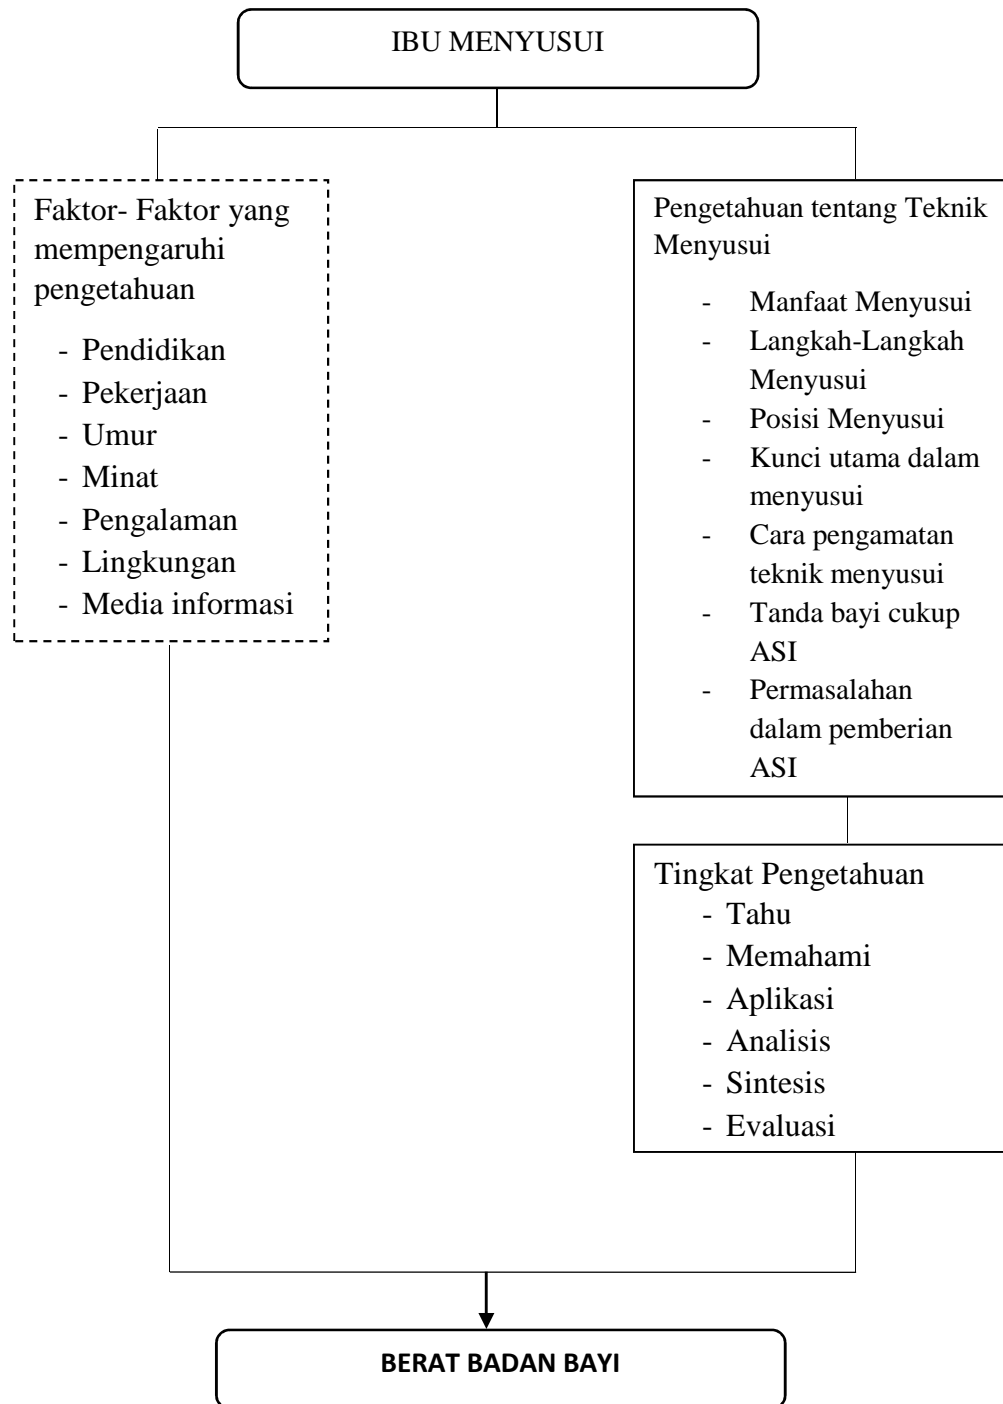 IBU MENYUSUI
Faktor- Faktor yang
mempengaruhi
pengetahuan
- Pendidikan
- Pekerjaan
- Umur
- Minat
- Pengalaman
- Lingkungan
- Media informasi
Pengetahuan tentang Teknik
Menyusui
- Manfaat Menyusui
- Langkah-Langkah
Menyusui
- Posisi Menyusui
- Kunci utama dalam
menyusui
- Cara pengamatan
teknik menyusui
- Tanda bayi cukup
ASI
- Permasalahan
dalam pemberian
ASI
Tingkat Pengetahuan
- Tahu
- Memahami
- Aplikasi
- Analisis
- Sintesis
- Evaluasi
BERAT BADAN BAYI